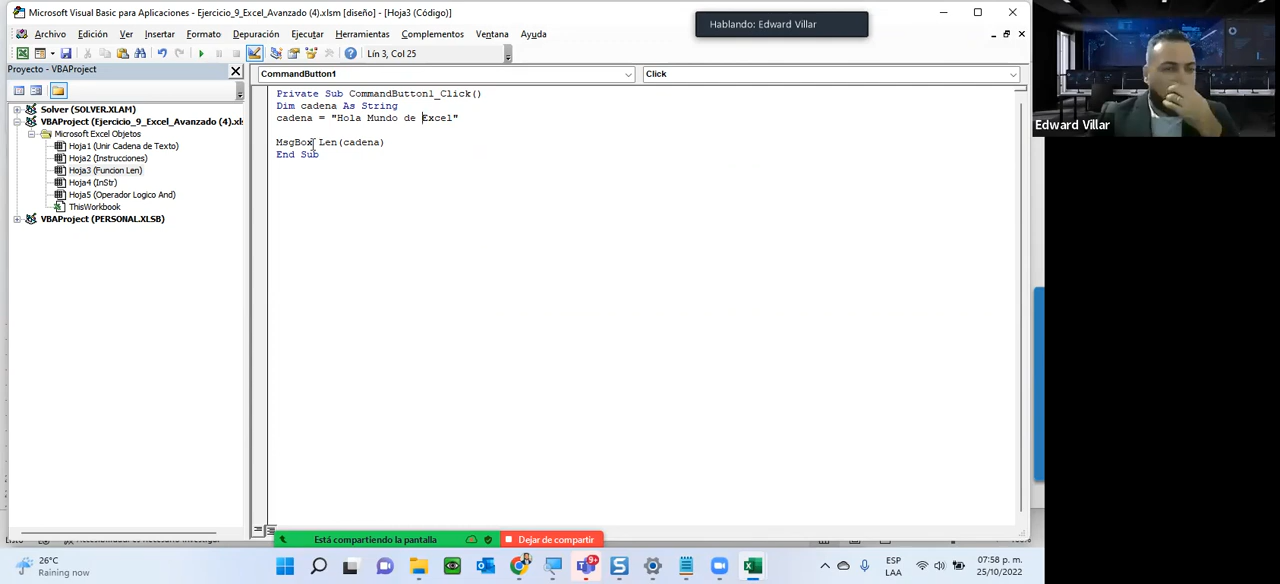 Microsoft Visual Basic para Aplicaciones - Ejercicio_9_Excel_Avanzado (4).xlsm [diseño] - [Hoja3 (Código)]
Hablando: Edward Villar
Archivo Edición Ver Insertar Formato Depuración Ejecutar Herramientas Complementos Ventana Ayuda
Lín 3, Col 25
Proyecto - VBAProject
CommandButton1
Click
Solver (SOLVER.XLAM)
VBAProject (Ejercicio_9_Excel_Avanzado (4).xls
Microsoft Excel Objetos
Hoja1 (Unir Cadena de Texto)
Hoja2 (Instrucciones)
Hoja3 (Funcion Len)
Hoja4 (InStr)
Hoja5 (Operador Logico And)
ThisWorkbook
VBAProject (PERSONAL.XLSB)
Private Sub CommandButton1_Click()
Dim cadena As String
cadena = "Hola Mundo de Excel"
MsgBox Len(cadena)
End Sub
Edward Villar
Está compartiendo la pantalla
Dejar de compartir
26°C
Raining now
9+
ESP
LAA
07:58 p. m.
25/10/2022